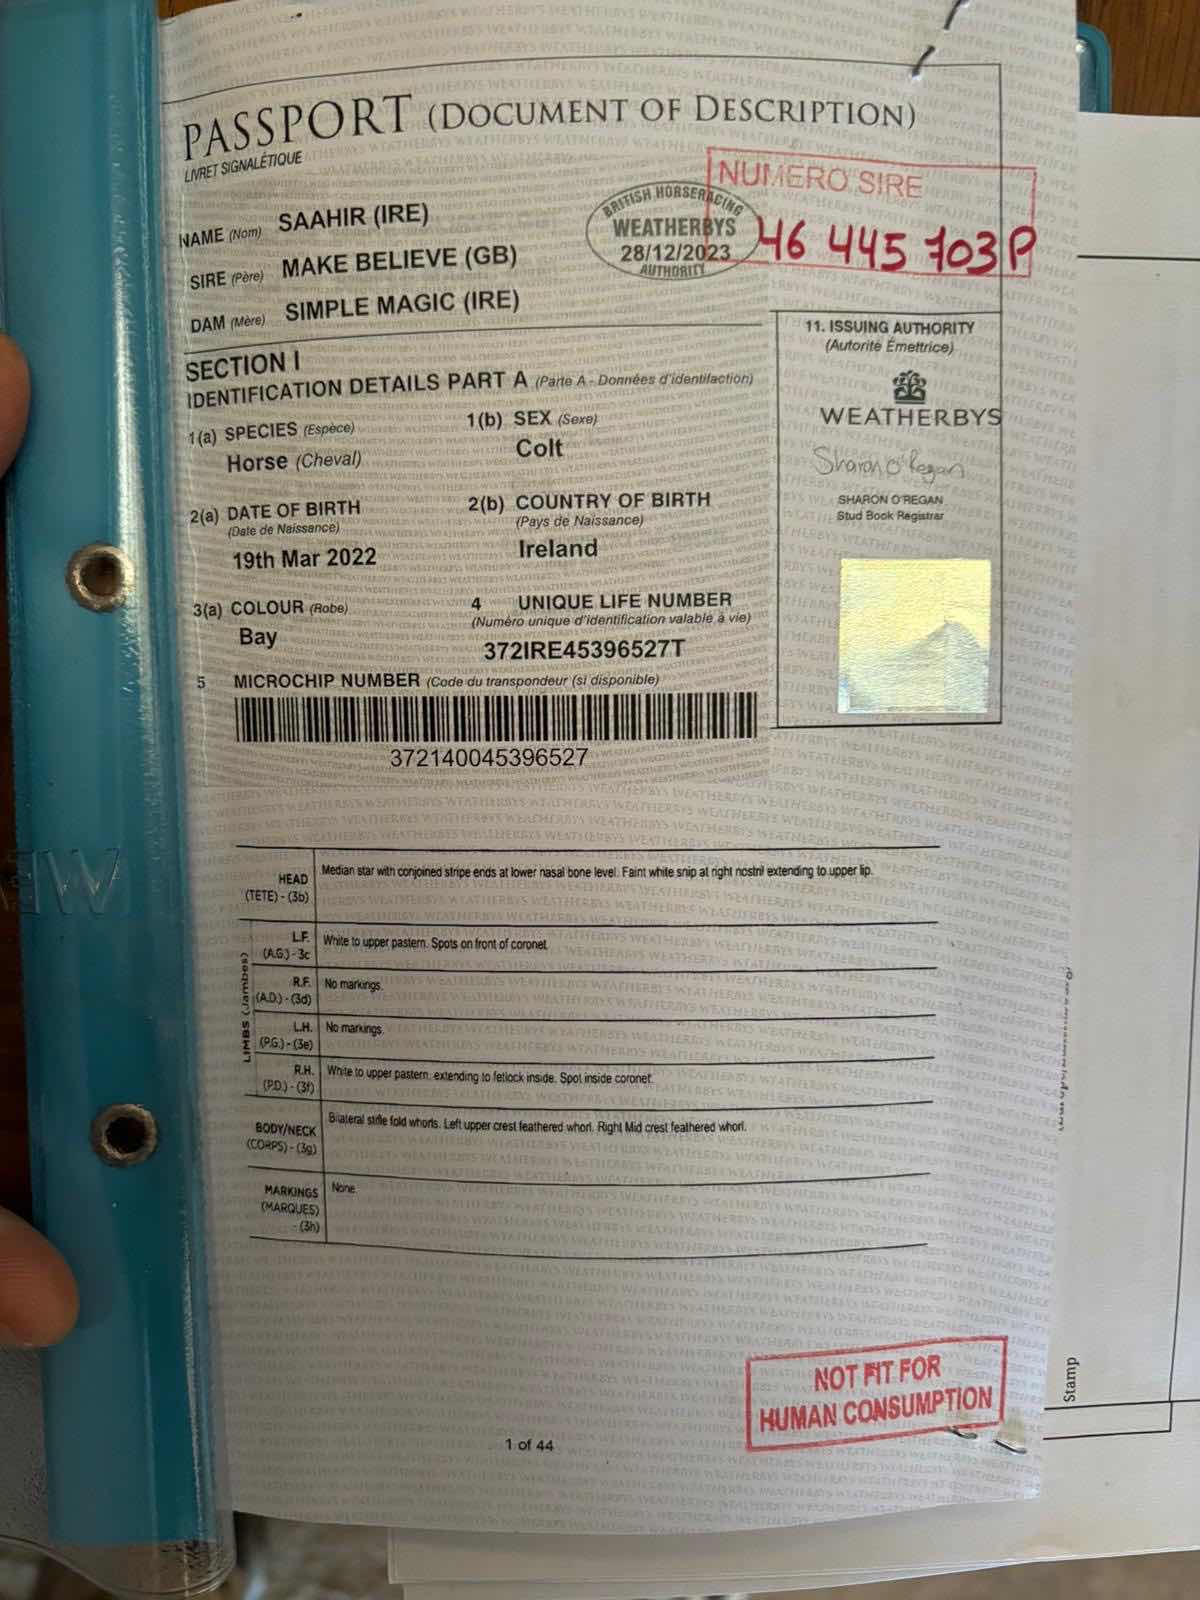 PASSPORT (DOCUMENT OF DESCRIPTION)
LIVRET SIGNALÉTIQUE
NUMERO SIRE
46 445 703P
BRITISH HORSERACING
WEATHERBYS
28/12/2023
AUTHORITY
NAME (Nom) SAAHIR (IRE)
SIRE (Père) MAKE BELIEVE (GB)
DAM (Mère) SIMPLE MAGIC (IRE)
SECTION I
IDENTIFICATION DETAILS PART A (Parte A - Données d'identifaction)
1(a) SPECIES (Espèce)
Horse (Cheval)
1(b) SEX (Sexe)
Colt
2(a) DATE OF BIRTH
(Date de Naissance)
19th Mar 2022
2(b) COUNTRY OF BIRTH
(Pays de Naissance)
Ireland
3(a) COLOUR (Robe)
Bay
4 UNIQUE LIFE NUMBER
(Numéro unique d'identification valable à vie)
372IRE45396527T
5 MICROCHIP NUMBER (Code du transpondeur (si disponible)
372140045396527
11. ISSUING AUTHORITY
(Autorité Émettrice)
WEATHERBYS
Sharon O'Regan
SHARON O'REGAN
Stud Book Registrar
HEAD
(TETE) - (3b)
Median star with conjoined stripe ends at lower nasal bone level. Faint white snip at right nostril extending to upper lip.
LIMBS (Jambes)
L.F.
(A.G.) - 3c
White to upper pastern. Spots on front of coronet.
R.F.
(A.D.) - (3d)
No markings.
L.H.
(P.G.) - (3e)
No markings.
R.H.
(P.D.) - (3f)
White to upper pastern, extending to fetlock inside. Spot inside coronet.
BODY/NECK
(CORPS) - (3g)
Bilateral stifle fold whorls. Left upper crest feathered whorl. Right Mid crest feathered whorl.
MARKINGS
(MARQUES)
- (3h)
None
NOT FIT FOR
HUMAN CONSUMPTION
1 of 44
Stamp